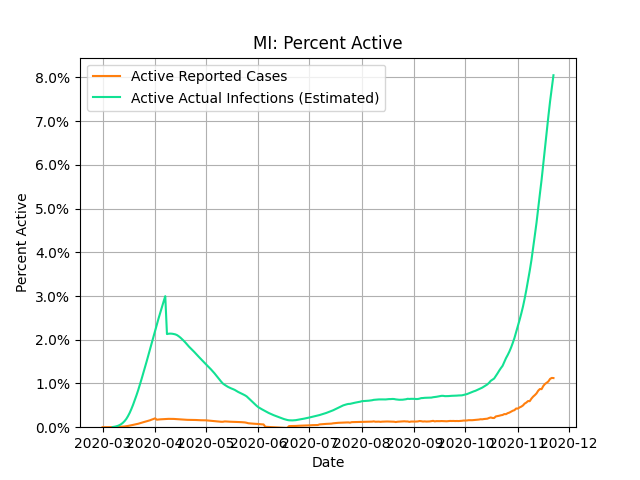 MI: Percent Active
Active Reported Cases
Active Actual Infections (Estimated)
Percent Active
8.0%
7.0%
6.0%
5.0%
4.0%
3.0%
2.0%
1.0%
0.0%
2020-03 2020-04 2020-05 2020-06 2020-07 2020-08 2020-09 2020-10 2020-11 2020-12
Date